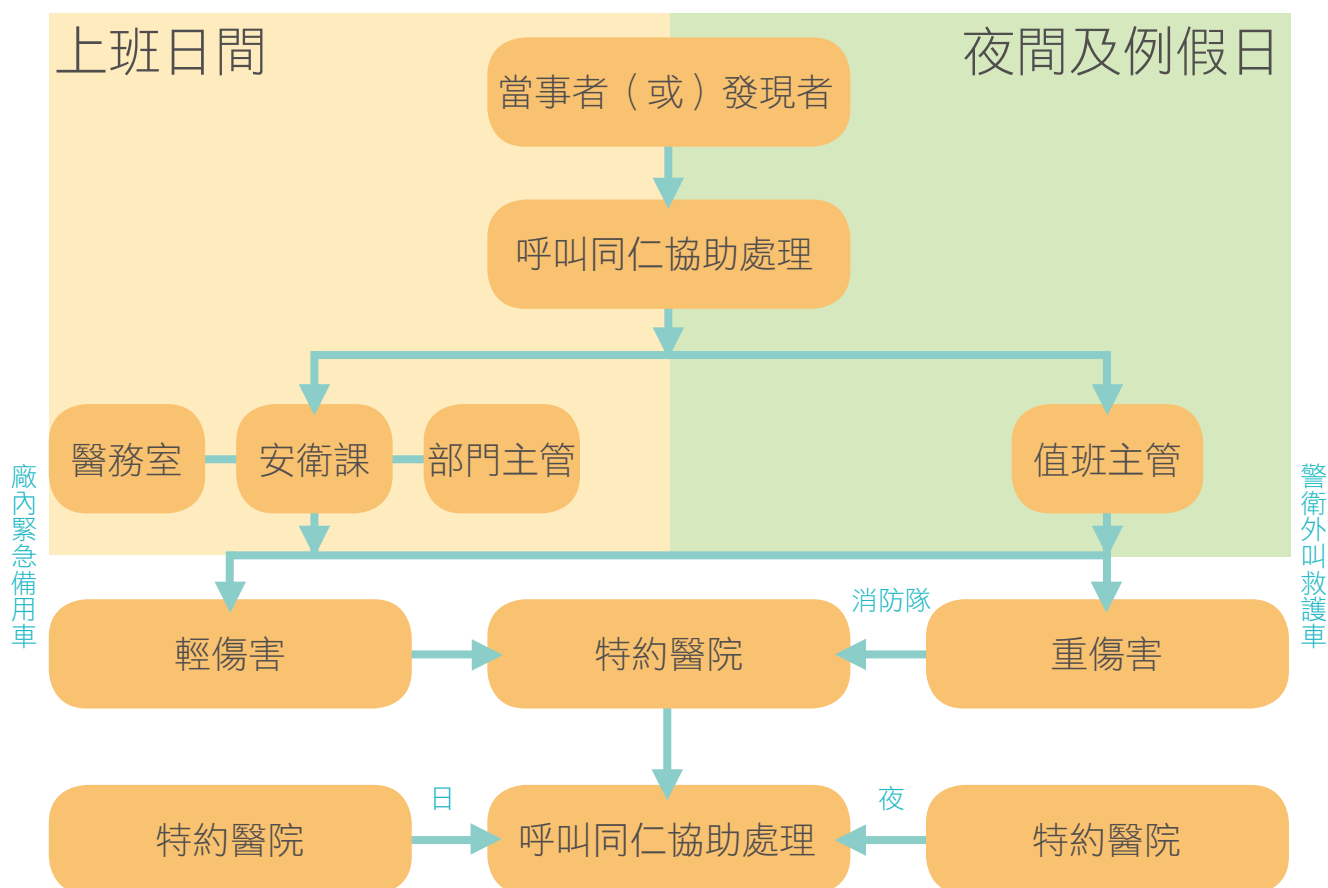 上班日間
夜間及例假日
當事者（或）發現者
呼叫同仁協助處理
醫務室
安衛課
部門主管
值班主管
廠內緊急備用車
警衛外叫救護車
消防隊
輕傷害
特約醫院
重傷害
日
夜
特約醫院
呼叫同仁協助處理
特約醫院